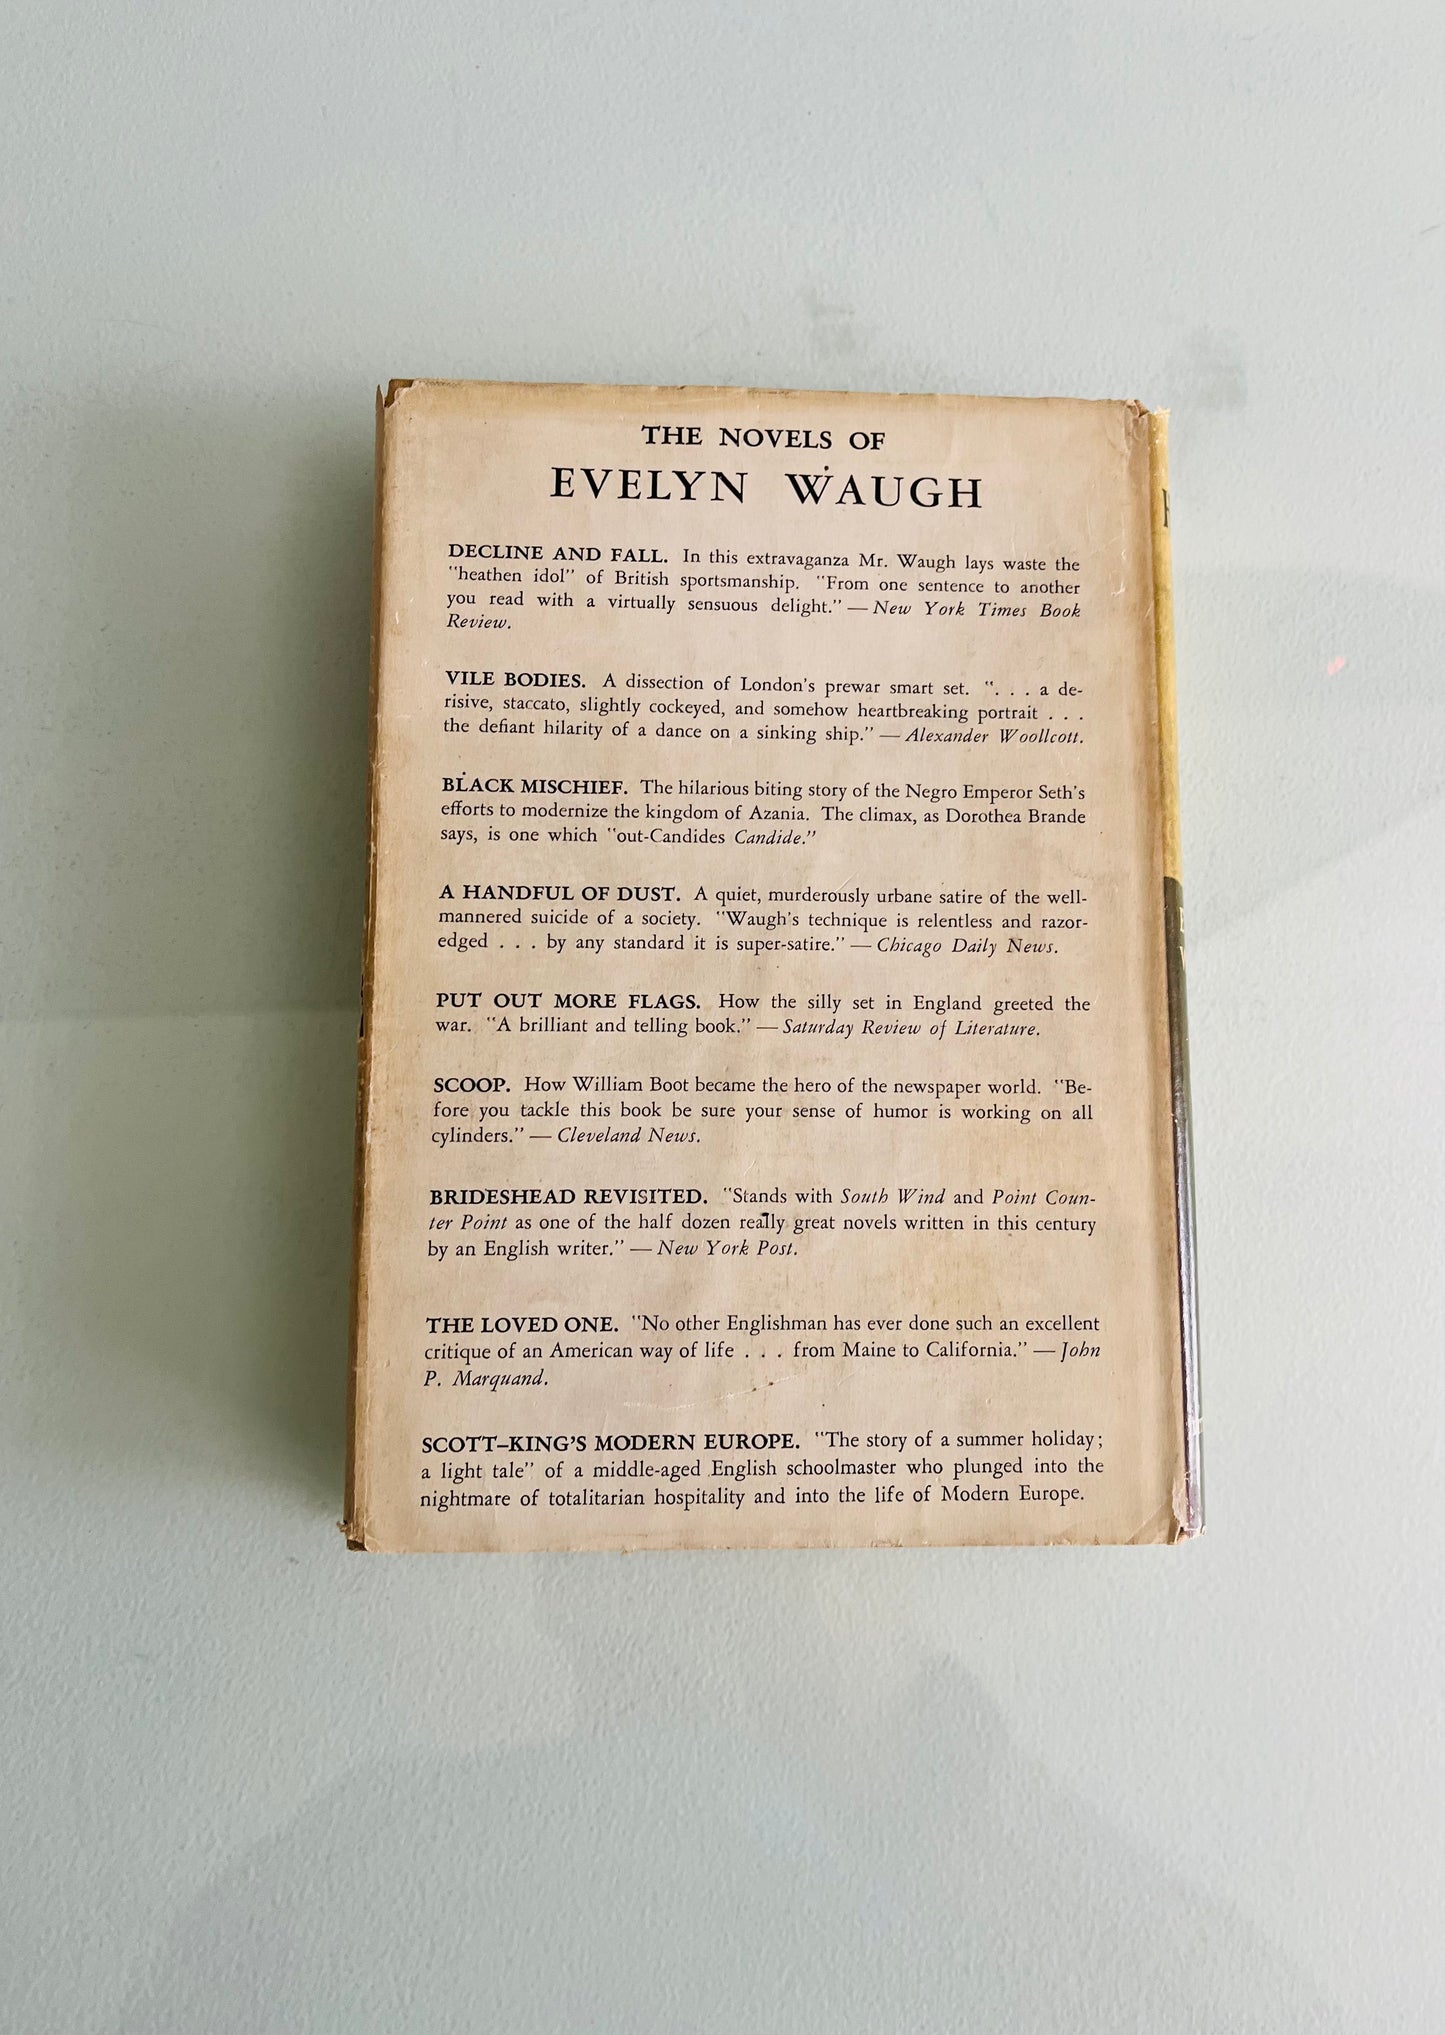 THE NOVELS OF
EVELYN WAUGH
DECLINE AND FALL. In this extravaganza Mr. Waugh lays waste the
"heathen idol" of British sportsmanship. "From one sentence to another
you read with a virtually sensuous delight." — New York Times Book
Review.
VILE BODIES. A dissection of London's prewar smart set. ". . . a de-
risive, staccato, slightly cockeyed, and somehow heartbreaking portrait . . .
the defiant hilarity of a dance on a sinking ship." — Alexander Woollcott.
BLACK MISCHIEF. The hilarious biting story of the Negro Emperor Seth's
efforts to modernize the kingdom of Azania. The climax, as Dorothea Brande
says, is one which "out-Candides Candide."
A HANDFUL OF DUST. A quiet, murderously urbane satire of the well-
mannered suicide of a society. "Waugh's technique is relentless and razor-
edged . . . by any standard it is super-satire." — Chicago Daily News.
PUT OUT MORE FLAGS. How the silly set in England greeted the
war. "A brilliant and telling book." — Saturday Review of Literature.
SCOOP. How William Boot became the hero of the newspaper world. "Be-
fore you tackle this book be sure your sense of humor is working on all
cylinders." — Cleveland News.
BRIDESHEAD REVISITED. "Stands with South Wind and Point Coun-
ter Point as one of the half dozen really great novels written in this century
by an English writer." — New York Post.
THE LOVED ONE. "No other Englishman has ever done such an excellent
critique of an American way of life . . . from Maine to California." — John
P. Marquand.
SCOTT–KING'S MODERN EUROPE. "The story of a summer holiday;
a light tale" of a middle-aged English schoolmaster who plunged into the
nightmare of totalitarian hospitality and into the life of Modern Europe.